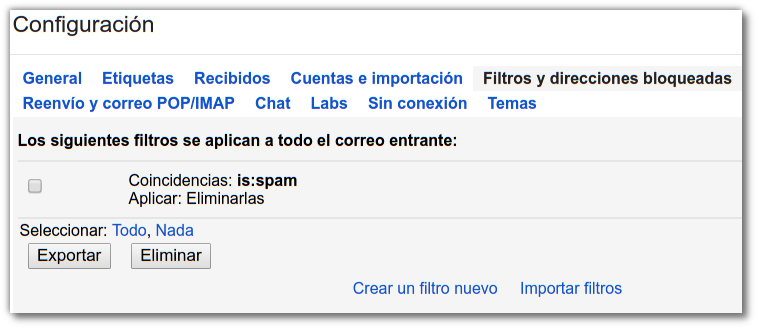 Configuración
General Etiquetas Recibidos Cuentas e importación Filtros y direcciones bloqueadas
Reenvío y correo POP/IMAP Chat Labs Sin conexión Temas
Los siguientes filtros se aplican a todo el correo entrante:
Coincidencias: is:spam
Aplicar: Eliminarlas
Seleccionar: Todo, Nada
Exportar Eliminar
Crear un filtro nuevo Importar filtros